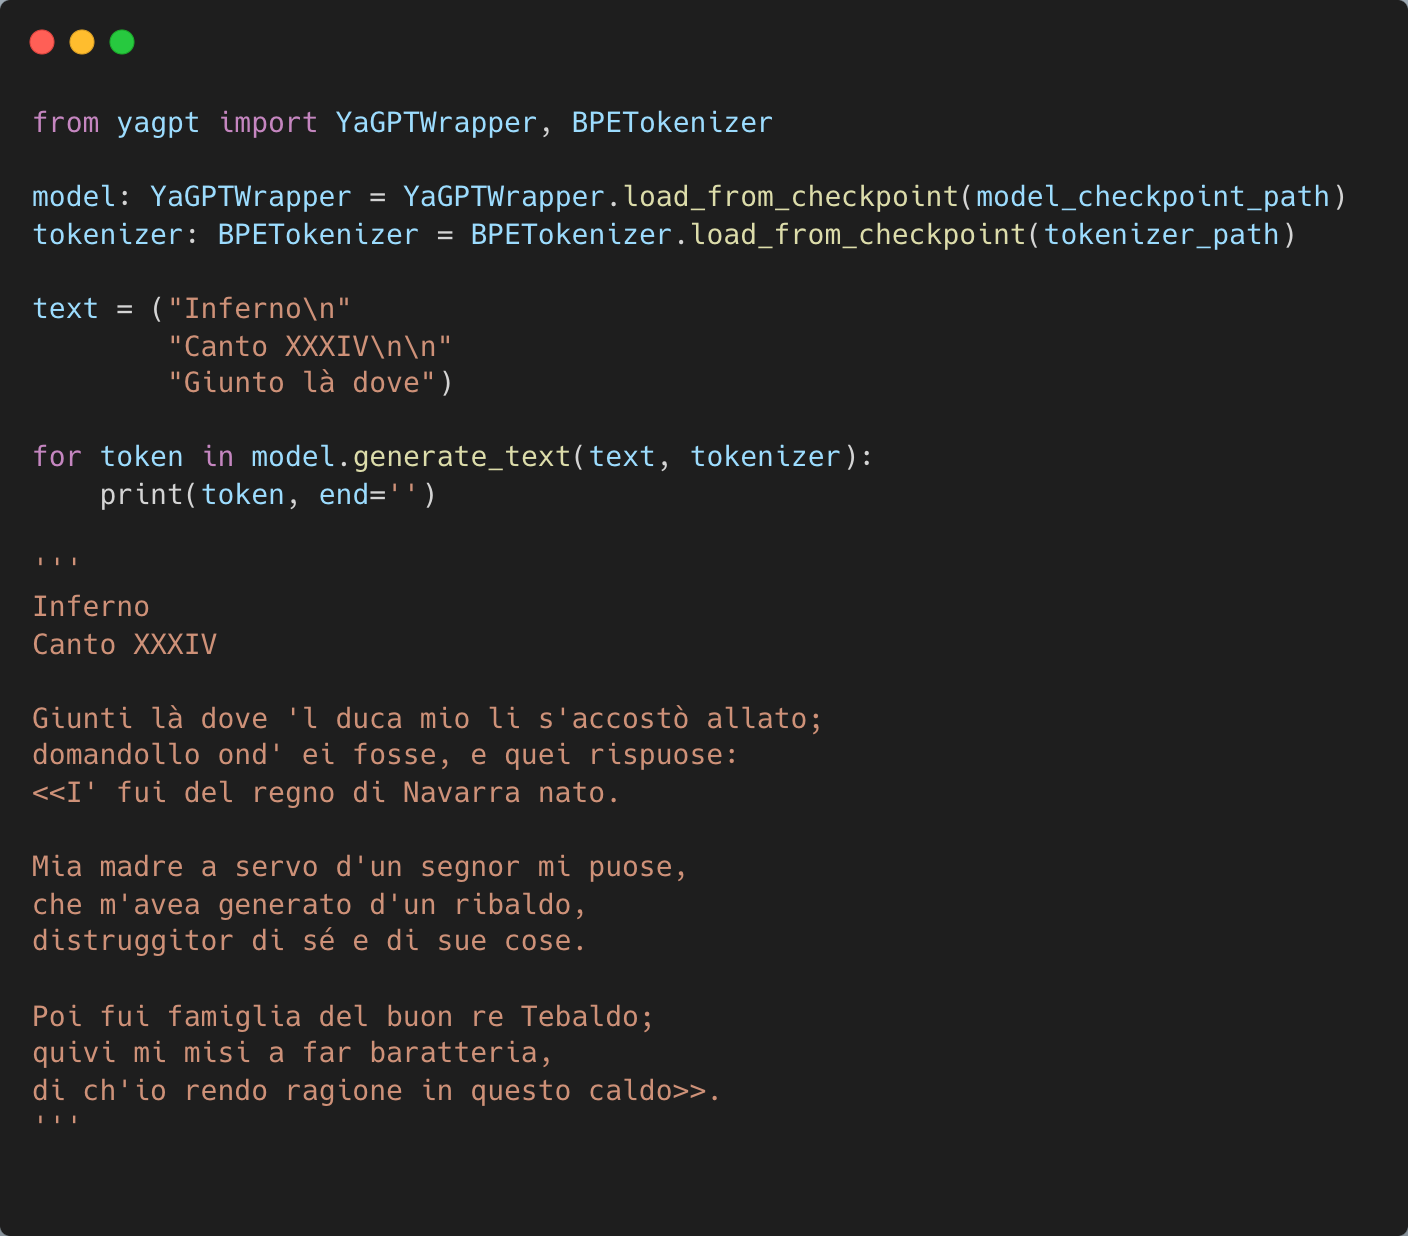 from yagpt import YaGPTWrapper, BPETokenizer

model: YaGPTWrapper = YaGPTWrapper.load_from_checkpoint(model_checkpoint_path)
tokenizer: BPETokenizer = BPETokenizer.load_from_checkpoint(tokenizer_path)

text = ("Inferno\n"
        "Canto XXXIV\n\n"
        "Giunto là dove")

for token in model.generate_text(text, tokenizer):
    print(token, end='')

'''
Inferno
Canto XXXIV

Giunti là dove 'l duca mio li s'accostò allato;
domandollo ond' ei fosse, e quei rispuose:
<<I' fui del regno di Navarra nato.

Mia madre a servo d'un segnor mi puose,
che m'avea generato d'un ribaldo,
distruggitor di sé e di sue cose.

Poi fui famiglia del buon re Tebaldo;
quivi mi misi a far baratteria,
di ch'io rendo ragione in questo caldo>>.
'''